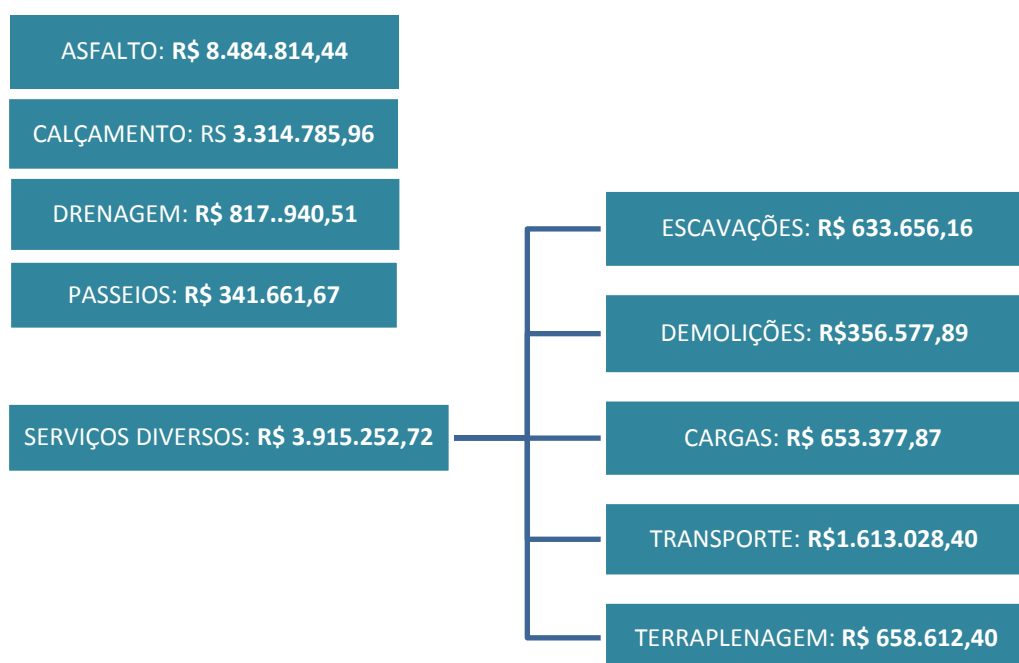 ASFALTO: R$ 8.484.814,44
CALÇAMENTO: RS 3.314.785,96
DRENAGEM: R$ 817..940,51
PASSEIOS: R$ 341.661,67
SERVIÇOS DIVERSOS: R$ 3.915.252,72
ESCAVAÇÕES: R$ 633.656,16
DEMOLIÇÕES: R$356.577,89
CARGAS: R$ 653.377,87
TRANSPORTE: R$1.613.028,40
TERRAPLENAGEM: R$ 658.612,40